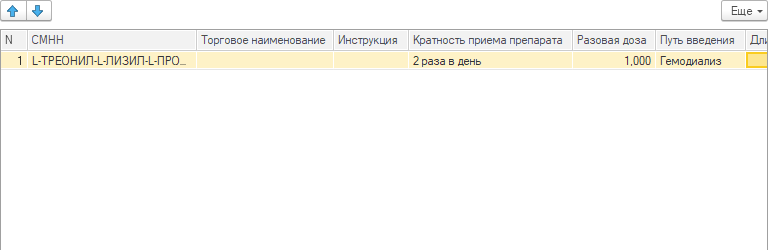 Еще
N СМНН Торговое наименование Инструкция Кратность приема препарата Разовая доза Путь введения Дли
1 L-ТРЕОНИЛ-L-ЛИЗИЛ-L-ПРО... 2 раза в день 1,000 Гемодиализ